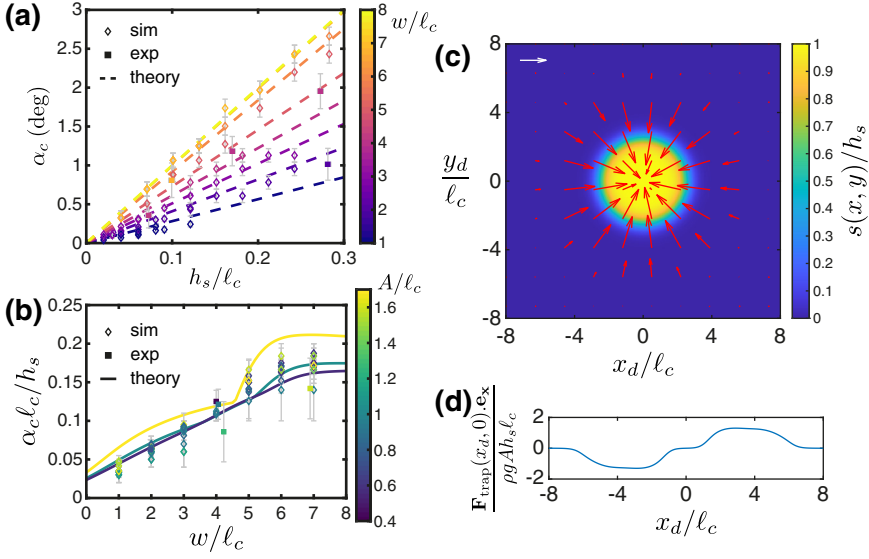 (a)
α_c (deg)
3
2.5
2
1.5
1
0.5
0
0 0.1 0.2 0.3
h_s/ℓ_c
sim
exp
theory
8 w/ℓ_c
7
6
5
4
3
2
1
(b)
α_cℓ_c/h_s
0.25
0.2
0.15
0.1
0.05
0
0 1 2 3 4 5 6 7 8
w/ℓ_c
sim
exp
theory
A/ℓ_c
1.6
1.4
1.2
1
0.8
0.6
0.4
(c)
y_d/ℓ_c
8
4
0
-4
-8
-8 -4 0 4 8
x_d/ℓ_c
1
0.9
0.8
0.7
0.6
0.5
0.4
0.3
0.2
0.1
0
s(x, y)/h_s
(d)
F_trap(x_d, 0).e_x
ρgAh_sℓ_c
2
0
-2
-8 -4 0 4 8
x_d/ℓ_c